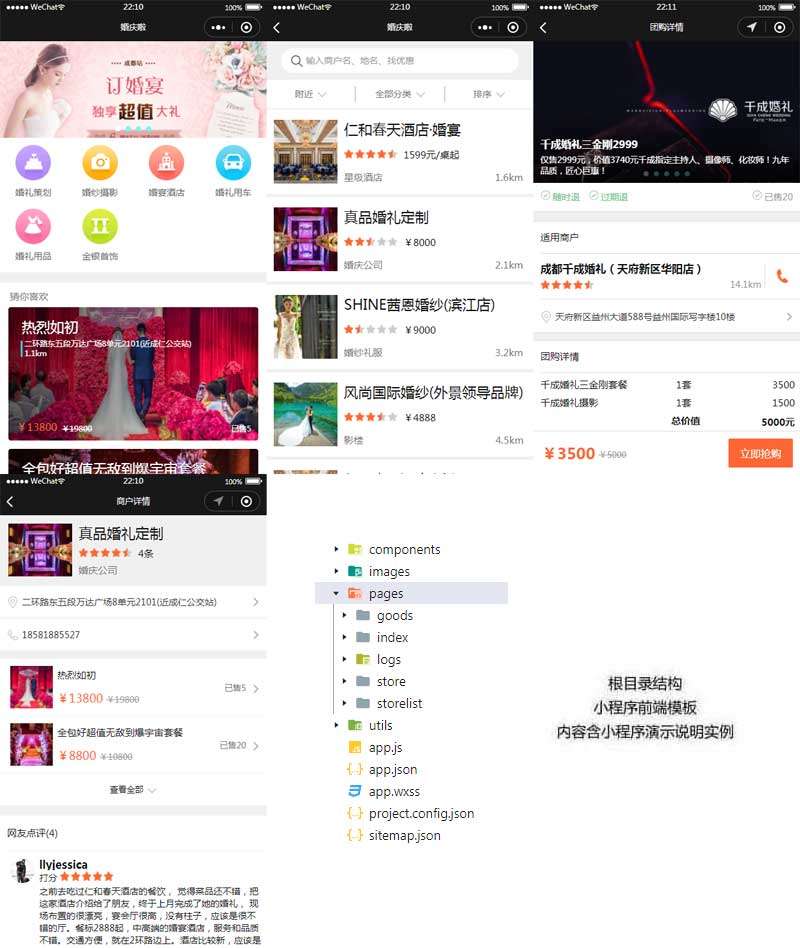 WeChat
22:10
100%
婚庆啦
成都站
订婚宴
独享超值大礼
婚礼策划
婚纱摄影
婚宴酒店
婚礼用车
婚礼用品
金银首饰
猜你喜欢
热烈如初
二环路东五段万达广场8单元2101(近成仁公交站)
1.1km
￥13800 ￥19800
已售5
全包好超值无敌到爆宇宙套餐
WeChat
22:10
100%
婚庆啦
输入商户名、地名、找优惠
附近
全部分类
排序
仁和春天酒店·婚宴
1599元/桌起
星级酒店
1.6km
真品婚礼定制
￥8000
婚庆公司
2.1km
SHINE茜恩婚纱(滨江店)
￥9000
婚纱礼服
3.2km
风尚国际婚纱(外景领导品牌)
￥4888
影楼
4.5km
WeChat
22:11
100%
团购详情
千成婚礼
千成婚礼三金刚2999
仅售2999元，价值3740元千成指定主持人、摄像师、化妆师！九年
品质，匠心巨惠！
随时退
过期退
已售20
适用商户
成都千成婚礼（天府新区华阳店）
14.1km
天府新区益州大道588号益州国际写字楼10楼
团购详情
千成婚礼三金刚套餐 1套 3500
千成婚礼摄影 1套 1500
总价值 5000元
￥3500 ￥5000
立即抢购
WeChat
22:10
100%
商户详情
真品婚礼定制
4条
婚庆公司
二环路东五段万达广场8单元2101(近成仁公交站)
18581885527
热烈如初
￥13800 ￥19800
已售5
全包好超值无敌到爆宇宙套餐
￥8800 ￥10800
已售20
查看全部
网友点评(4)
llyjessica
打分
之前去吃过仁和春天酒店的餐饮， 觉得菜品还不错，把
这家酒店介绍给了朋友，终于上月完成了她的婚礼， 现
场布置的很漂亮，宴会厅很高，没有柱子，应该是很不
错的厅。餐标2888起，中高端的婚宴酒店，服务和品质
不错。交通方便，就在2环路边上。酒店比较新，应该是
components
images
pages
goods
index
logs
store
storelist
utils
app.js
app.json
app.wxss
project.config.json
sitemap.json
根目录结构
小程序前端模板
内容含小程序演示说明实例